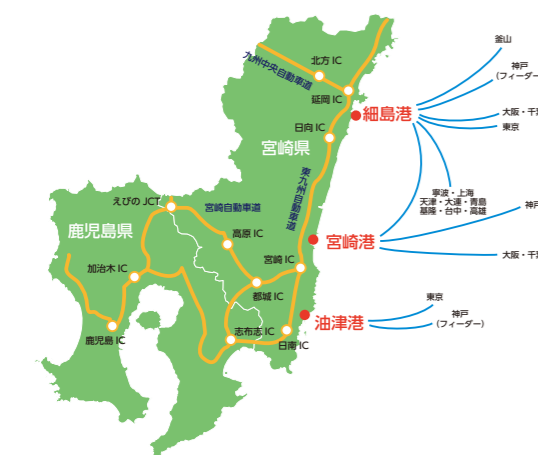 釜山
神戸
（フィーダー）
北方 IC
九州中央自動車道
延岡 IC
細島港
大阪・千
東京
日向 IC
宮崎県
東九州自動車道
寧波・上海
天津・大連・青島
基隆・台中・高雄
えびの JCT
宮崎自動車道
神戸
鹿児島県
高原 IC
宮崎港
加治木 IC
宮崎 IC
大阪・千
都城 IC
東京
油津港
神戸
（フィーダー）
鹿児島 IC
志布志 IC
日南 IC